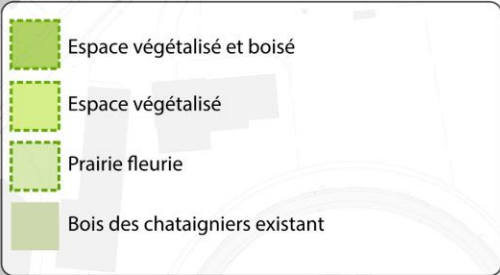 Espace végétalisé et boisé
Espace végétalisé
Prairie fleurie
Bois des chataigniers existant